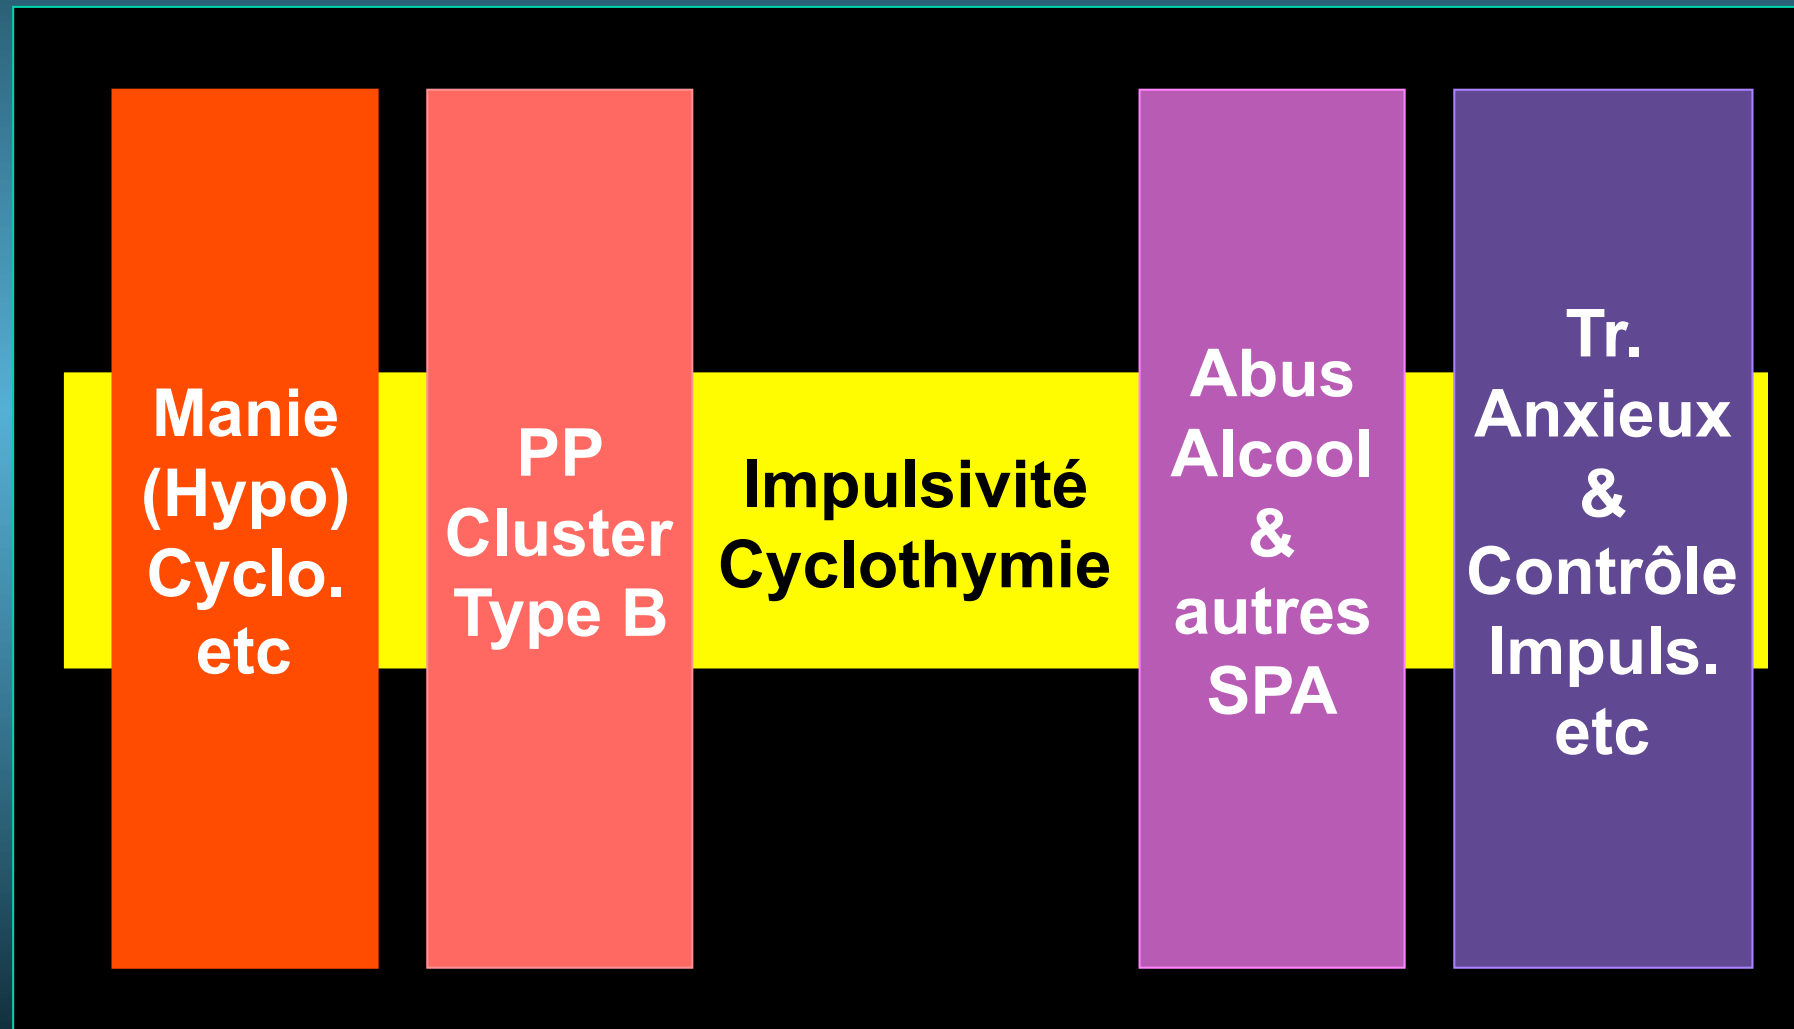 Manie
(Hypo)
Cyclo.
etc
PP
Cluster
Type B
Impulsivité
Cyclothymie
Abus
Alcool
&
autres
SPA
Tr.
Anxieux
&
Contrôle
Impuls.
etc